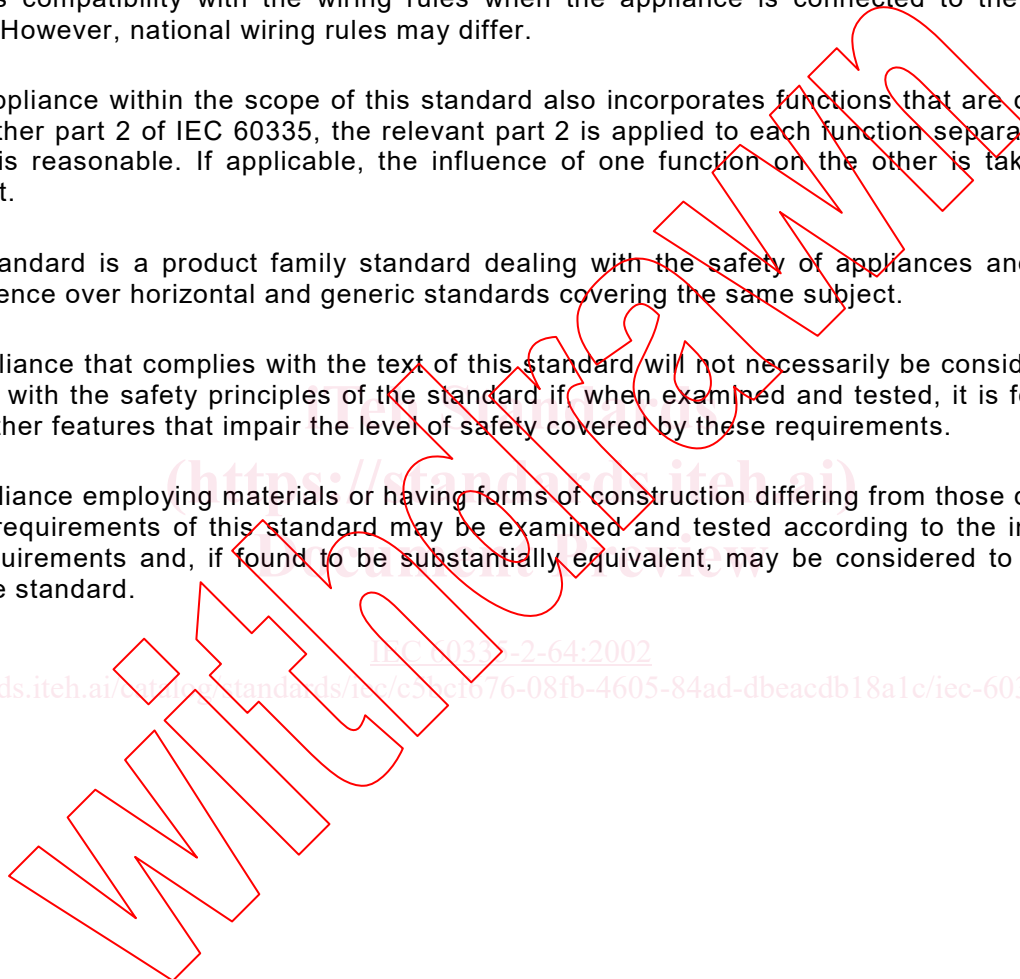 compatibility with the wiring rules when the appliance is connected to the
However, national wiring rules may differ.
ppliance within the scope of this standard also incorporates functions that are
ther part 2 of IEC 60335, the relevant part 2 is applied to each function separa
is reasonable. If applicable, the influence of one function on the other is tak
t.
andard is a product family standard dealing with the safety of appliances an
ence over horizontal and generic standards covering the same subject.
liance that complies with the text of this standard will not necessarily be consid
with the safety principles of the standard if, when examined and tested, it is f
ther features that impair the level of safety covered by these requirements.
iTeh Standards
(https://standards.iteh.ai)
Document Preview
liance employing materials or having forms of construction differing from those
requirements of this standard may be examined and tested according to the in
uirements and, if found to be substantially equivalent, may be considered to
e standard.
IEC 60335-2-64:2002
ds.iteh.ai/catalog/standards/iec/c5bcf676-08fb-4605-84ad-dbeacdb18a1c/iec-603
withdrawn